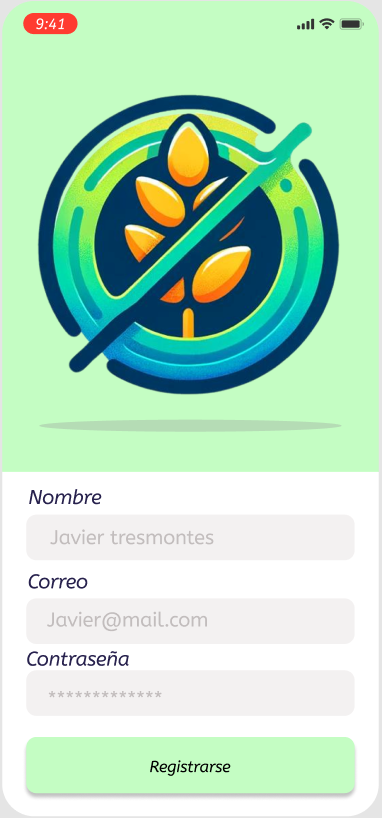 9:41
Nombre
Javier tresmontes
Correo
Javier@mail.com
Contraseña
*************
Registrarse